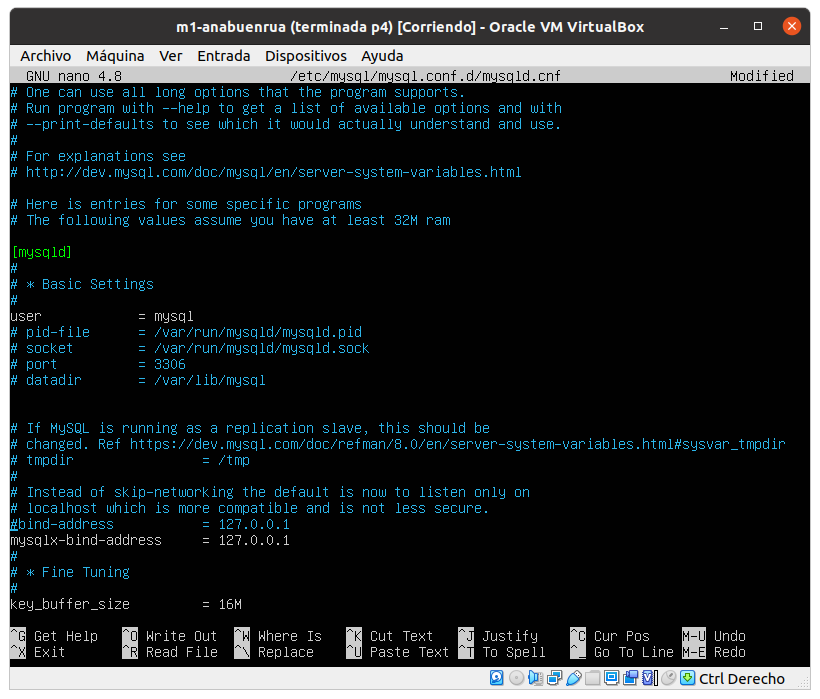 m1-anabuenrua (terminada p4) [Corriendo] - Oracle VM VirtualBox
Archivo Máquina Ver Entrada Dispositivos Ayuda
GNU nano 4.8 /etc/mysql/mysql.conf.d/mysqld.cnf Modified
# One can use all long options that the program supports.
# Run program with --help to get a list of available options and with
# --print-defaults to see which it would actually understand and use.
#
# For explanations see
# http://dev.mysql.com/doc/mysql/en/server-system-variables.html

# Here is entries for some specific programs
# The following values assume you have at least 32M ram

[mysqld]
#
# * Basic Settings
#
user            = mysql
# pid-file      = /var/run/mysqld/mysqld.pid
# socket        = /var/run/mysqld/mysqld.sock
# port          = 3306
# datadir       = /var/lib/mysql


# If MySQL is running as a replication slave, this should be
# changed. Ref https://dev.mysql.com/doc/refman/8.0/en/server-system-variables.html#sysvar_tmpdir
# tmpdir                = /tmp
#
# Instead of skip-networking the default is now to listen only on
# localhost which is more compatible and is not less secure.
#bind-address           = 127.0.0.1
mysqlx-bind-address     = 127.0.0.1
#
# * Fine Tuning
#
key_buffer_size         = 16M

^G Get Help ^O Write Out ^W Where Is ^K Cut Text ^J Justify ^C Cur Pos M-U Undo
^X Exit ^R Read File ^\ Replace ^U Paste Text ^T To Spell ^_ Go To Line M-E Redo
Ctrl Derecho